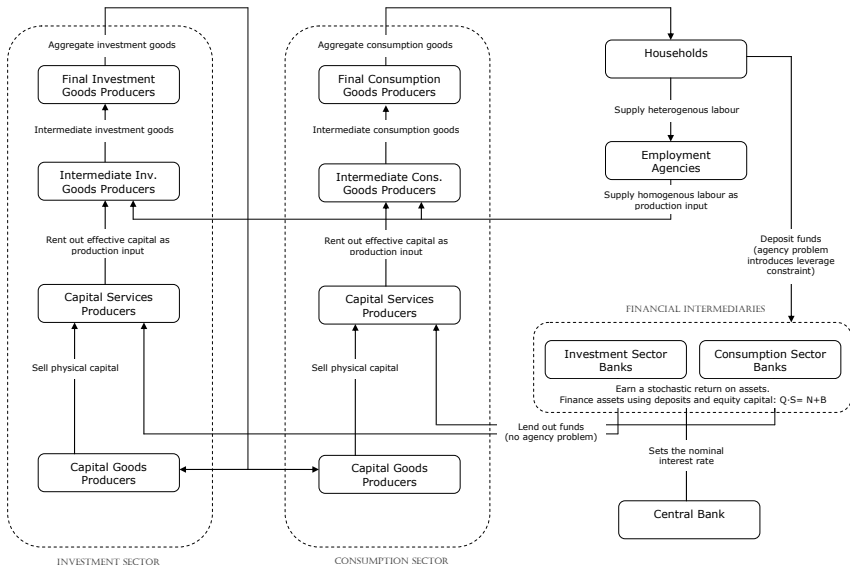 Aggregate investment goods
Final Investment
Goods Producers
Intermediate investment goods
Intermediate Inv.
Goods Producers
Rent out effective capital as
production input
Capital Services
Producers
Sell physical capital
Capital Goods
Producers
INVESTMENT SECTOR
Aggregate consumption goods
Final Consumption
Goods Producers
Intermediate consumption goods
Intermediate Cons.
Goods Producers
Rent out effective capital as
production input
Capital Services
Producers
Sell physical capital
Capital Goods
Producers
CONSUMPTION SECTOR
Households
Supply heterogenous labour
Employment
Agencies
Supply homogenous labour as
production input
Deposit funds
(agency problem
introduces leverage
constraint)
FINANCIAL INTERMEDIARIES
Investment Sector
Banks
Consumption Sector
Banks
Earn a stochastic return on assets.
Finance assets using deposits and equity capital: Q·S= N+B
Lend out funds
(no agency problem)
Sets the nominal
interest rate
Central Bank